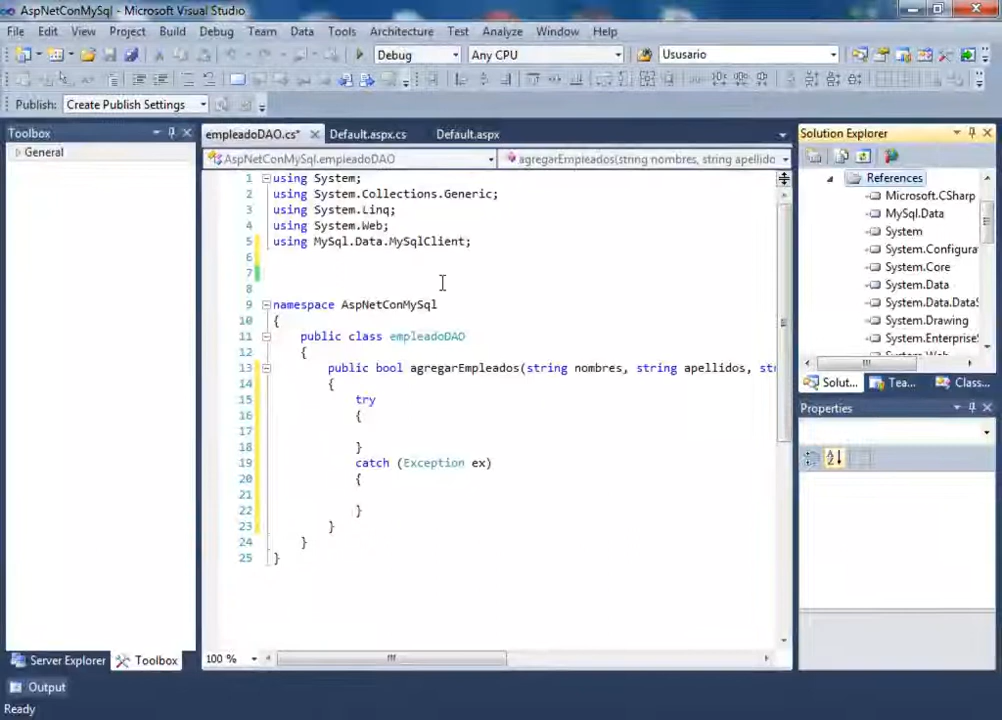 AspNetConMySql - Microsoft Visual Studio
File Edit View Project Build Debug Team Data Tools Architecture Test Analyze Window Help
Debug Any CPU Ususario
Publish: Create Publish Settings
Toolbox
General
empleadoDAO.cs* Default.aspx.cs Default.aspx
AspNetConMySql.empleadoDAO agregarEmpleados(string nombres, string apellido
1 using System;
2 using System.Collections.Generic;
3 using System.Linq;
4 using System.Web;
5 using MySql.Data.MySqlClient;
6
7
8
9 namespace AspNetConMySql
10 {
11 public class empleadoDAO
12 {
13 public bool agregarEmpleados(string nombres, string apellidos, st
14 {
15 try
16 {
17
18 }
19 catch (Exception ex)
20 {
21
22 }
23 }
24 }
25 }
100 %
Solution Explorer
References
Microsoft.CSharp
MySql.Data
System
System.Configura
System.Core
System.Data
System.Data.DataS
System.Drawing
System.Enterprise
System.Web
Solut... Tea... Class...
Properties
Server Explorer Toolbox
Output
Ready